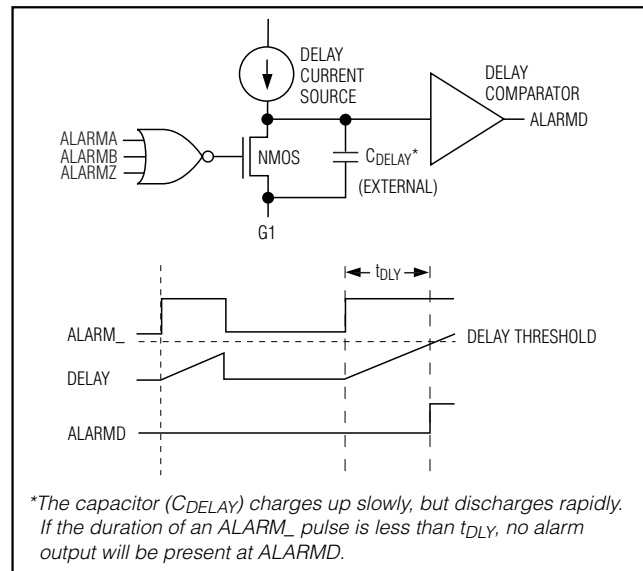 DELAY
CURRENT
SOURCE
DELAY
COMPARATOR
ALARMD
ALARMA
ALARMB
ALARMZ
NMOS
CDELAY*
(EXTERNAL)
G1
tDLY
ALARM_
DELAY THRESHOLD
DELAY
ALARMD
*The capacitor (CDELAY) charges up slowly, but discharges rapidly.
If the duration of an ALARM_ pulse is less than tDLY, no alarm
output will be present at ALARMD.